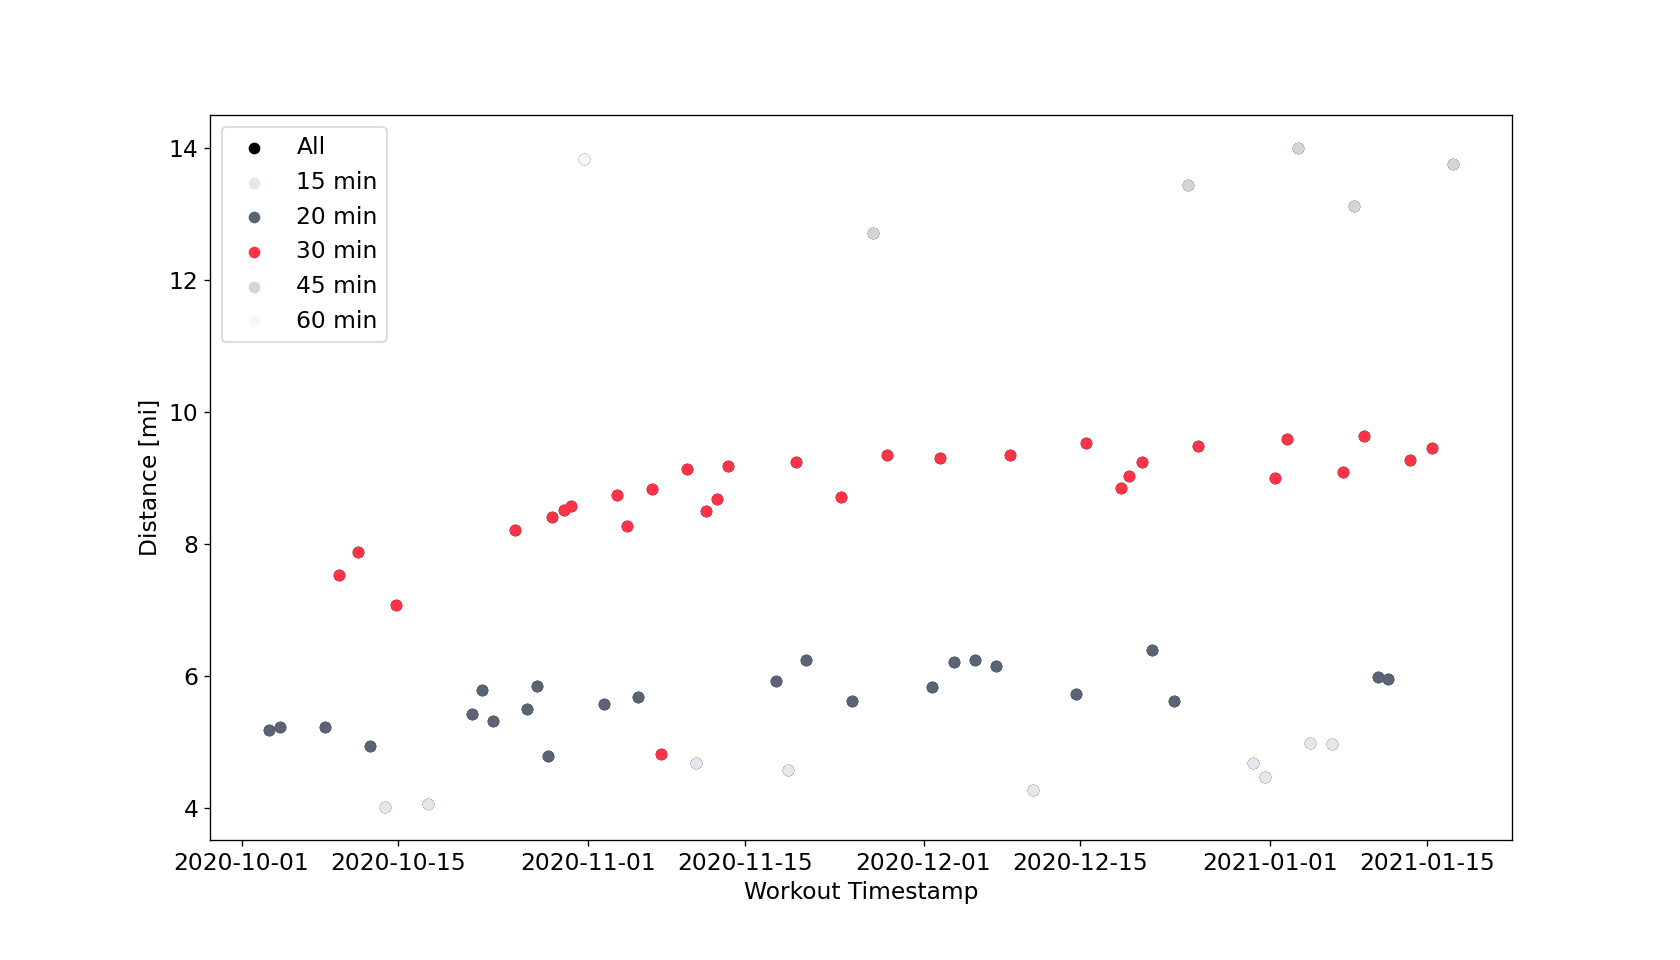 All
15 min
20 min
30 min
45 min
60 min
14
12
10
8
6
4
Distance [mi]
2020-10-01
2020-10-15
2020-11-01
2020-11-15
2020-12-01
2020-12-15
2021-01-01
2021-01-15
Workout Timestamp